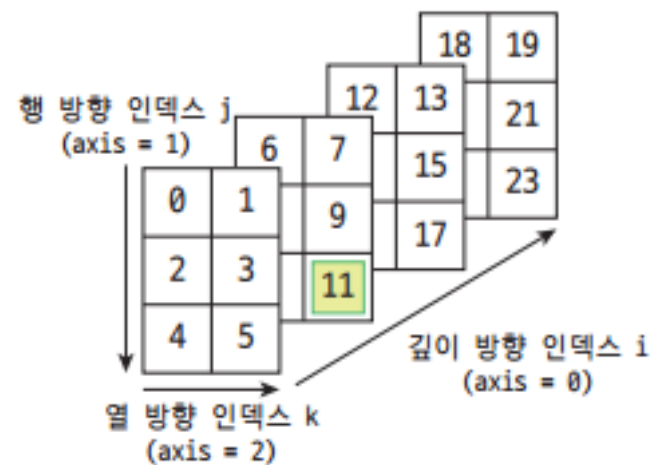 18 19
12 13
행 방향 인덱스 j
21
(axis = 1)
6 7
15
23
0 1
9
17
2 3
11
4 5
깊이 방향 인덱스 i
(axis = 0)
열 방향 인덱스 k
(axis = 2)